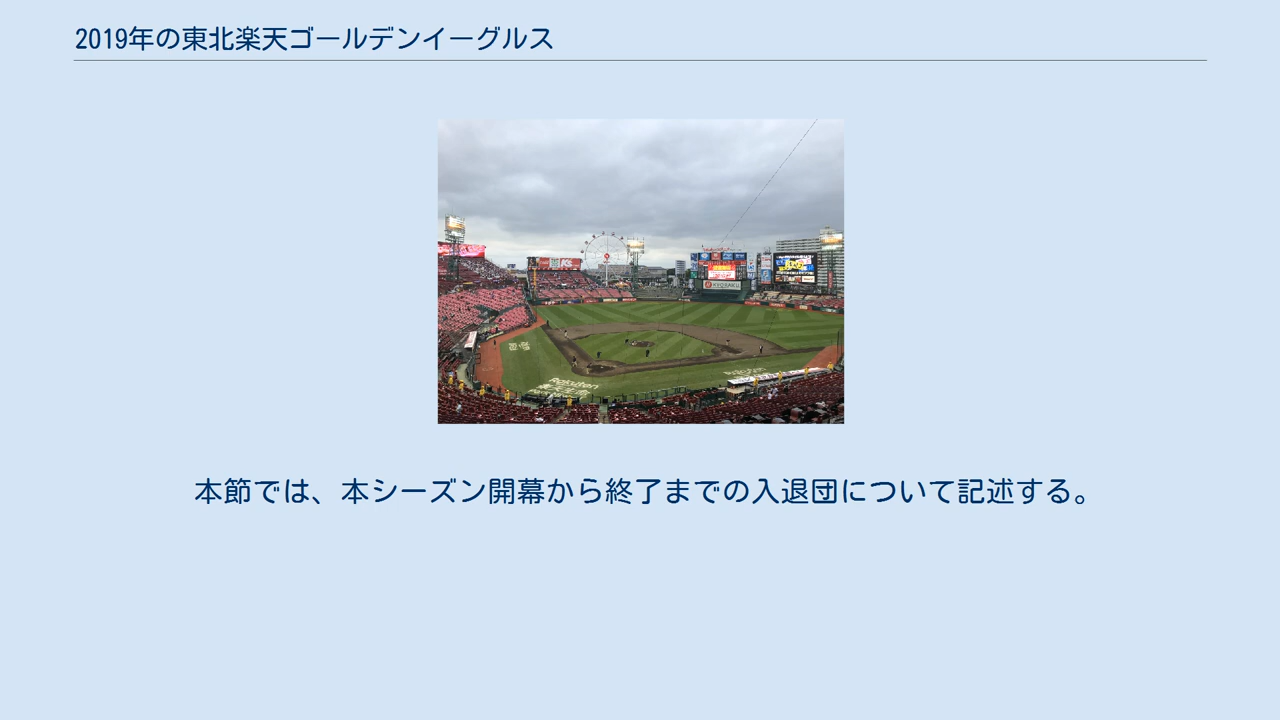 2019年の東北楽天ゴールデンイーグルス
Rakuten
本節では、本シーズン開幕から終了までの入退団について記述する。